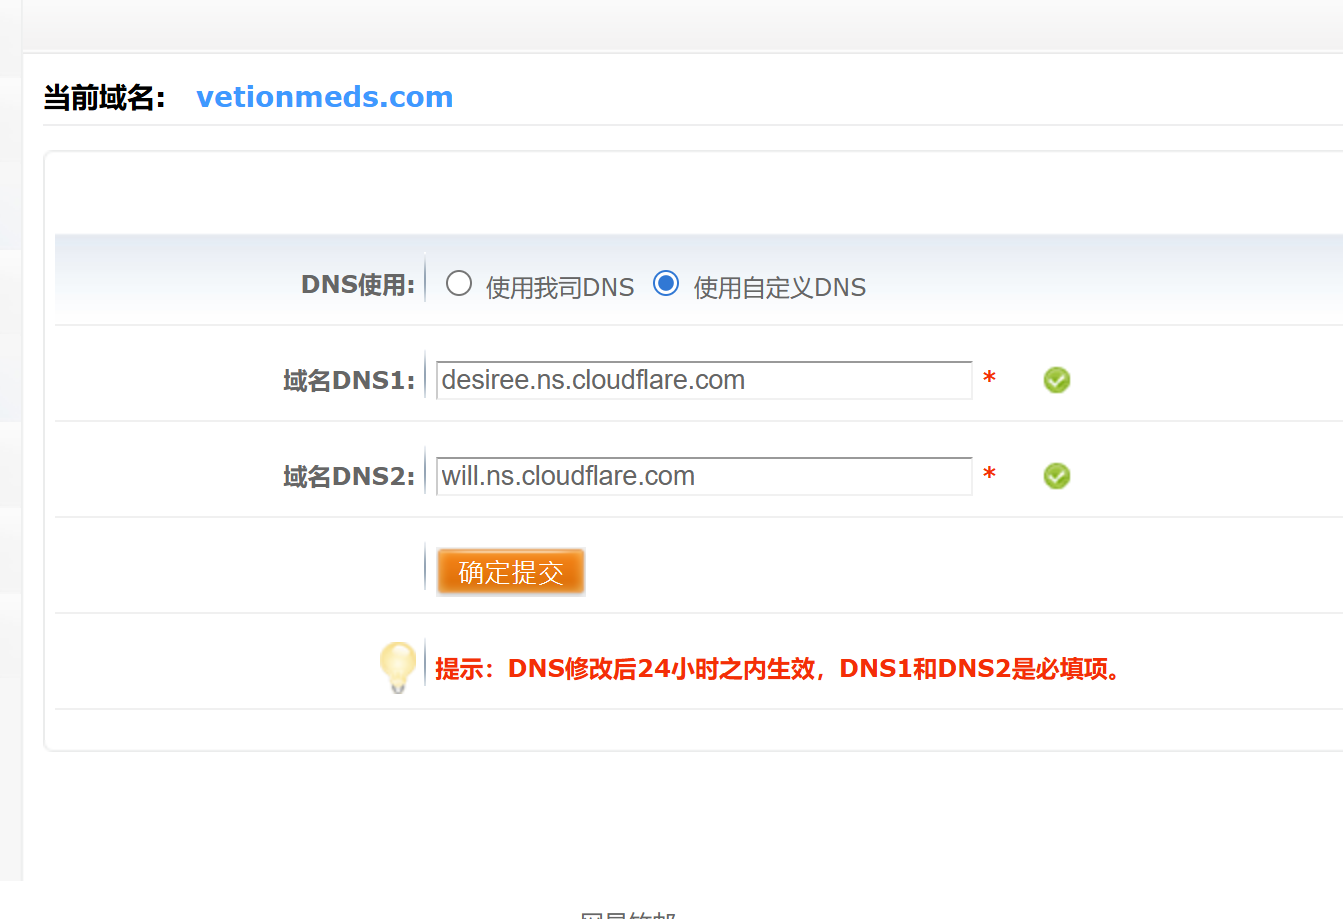 当前域名: vetionmeds.com
DNS使用: 使用我司DNS 使用自定义DNS
域名DNS1: desiree.ns.cloudflare.com *
域名DNS2: will.ns.cloudflare.com *
确定提交
提示：DNS修改后24小时之内生效，DNS1和DNS2是必填项。